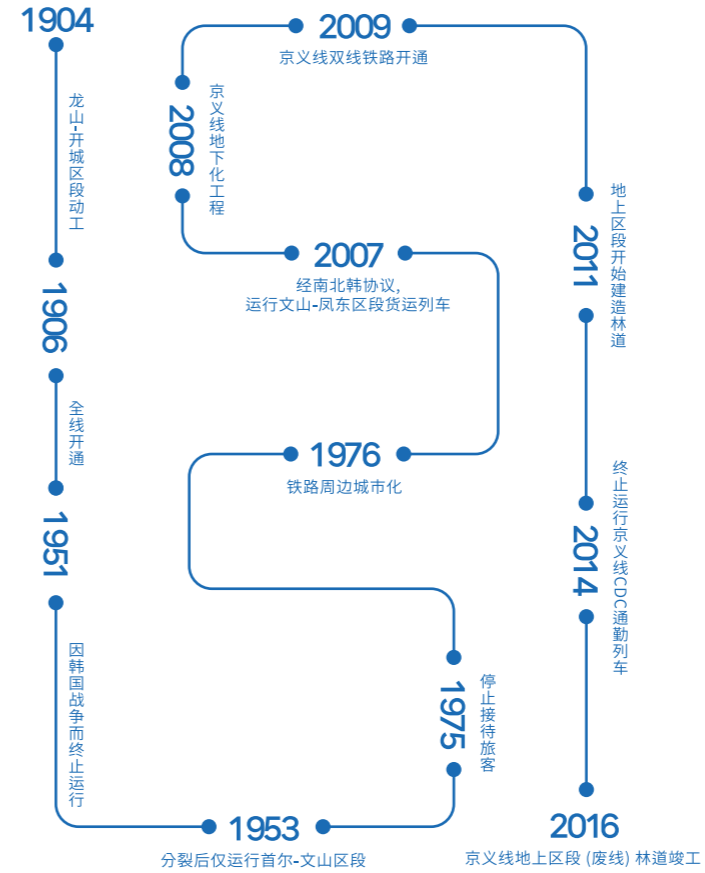 1904
龙山-开城区段动工
1906
全线开通
1951
因韩国战争而终止运行
1953
分裂后仅运行首尔-文山区段
1975
停止接待旅客
1976
铁路周边城市化
2007
经南北韩协议,
运行文山-凤东区段货运列车
2008
京义线地下化工程
2009
京义线双线铁路开通
2011
地上区段开始建造林道
2014
终止运行京义线CDC通勤列车
2016
京义线地上区段 (废线) 林道竣工